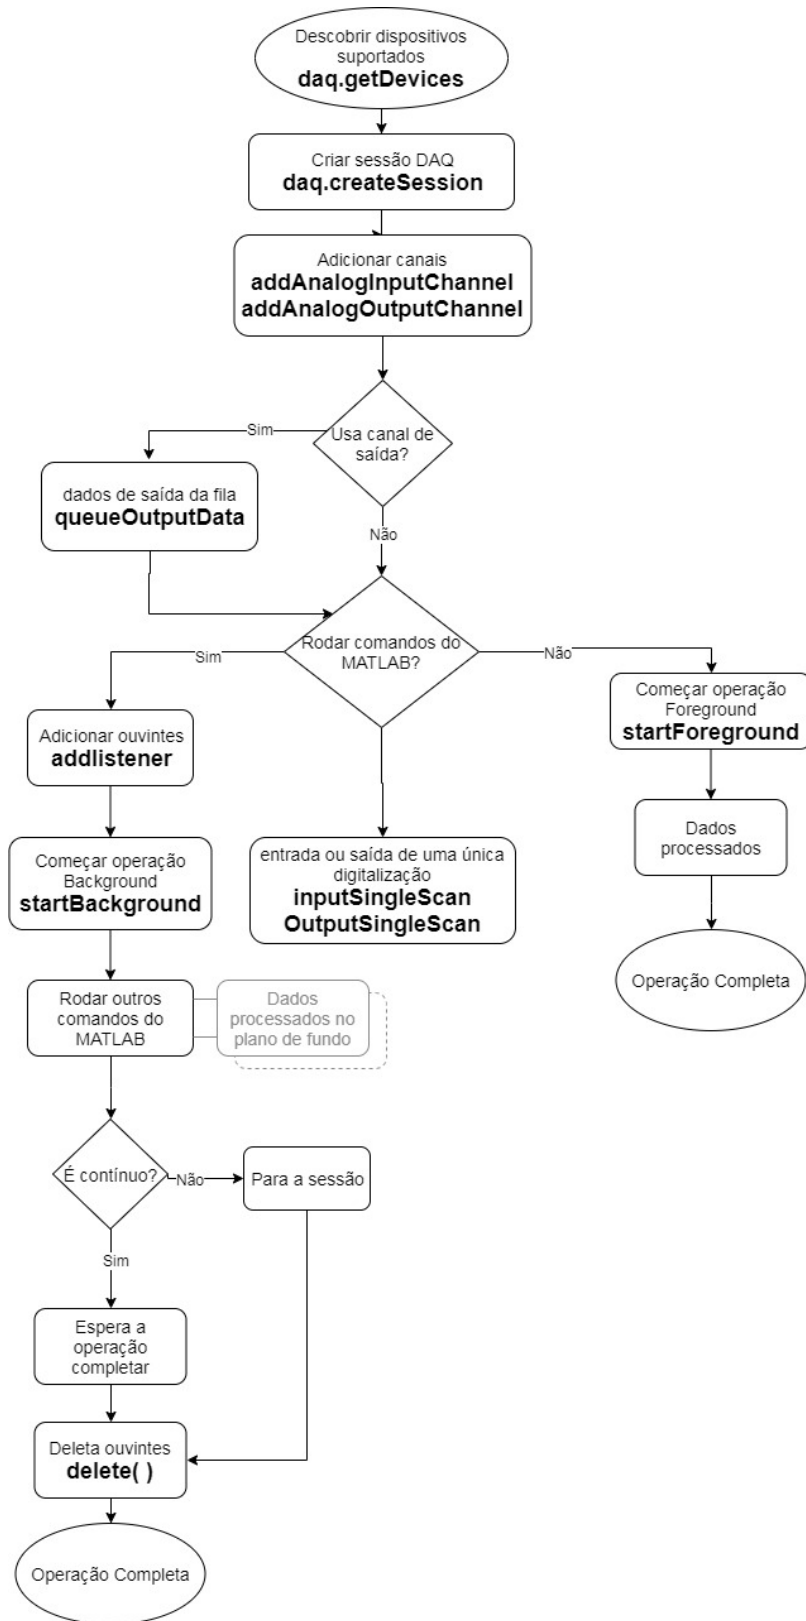 Descobrir dispositivos
suportados
daq.getDevices
Criar sessão DAQ
daq.createSession
Adicionar canais
addAnalogInputChannel
addAnalogOutputChannel
Usa canal de
saída?
Sim
dados de saída da fila
queueOutputData
Não
Rodar comandos do
MATLAB?
Sim
Não
Adicionar ouvintes
addlistener
Começar operação
Background
startBackground
entrada ou saída de uma única
digitalização
inputSingleScan
OutputSingleScan
Começar operação
Foreground
startForeground
Dados
processados
Operação Completa
Rodar outros
comandos do
MATLAB
Dados
processados no
plano de fundo
É contínuo?
Não
Para a sessão
Sim
Espera a
operação
completar
Deleta ouvintes
delete( )
Operação Completa